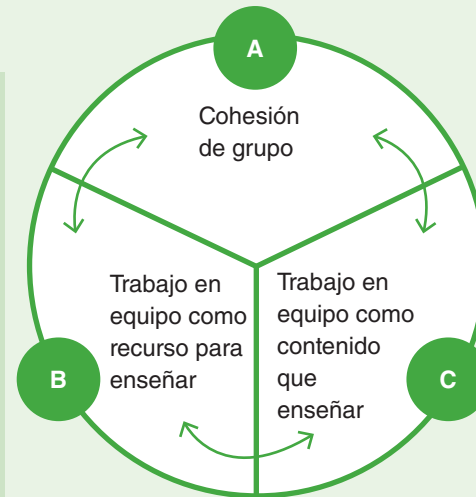 A
Cohesión
de grupo
Trabajo en
equipo como
recurso para
enseñar
Trabajo en
equipo como
contenido
que
enseñar
B
C